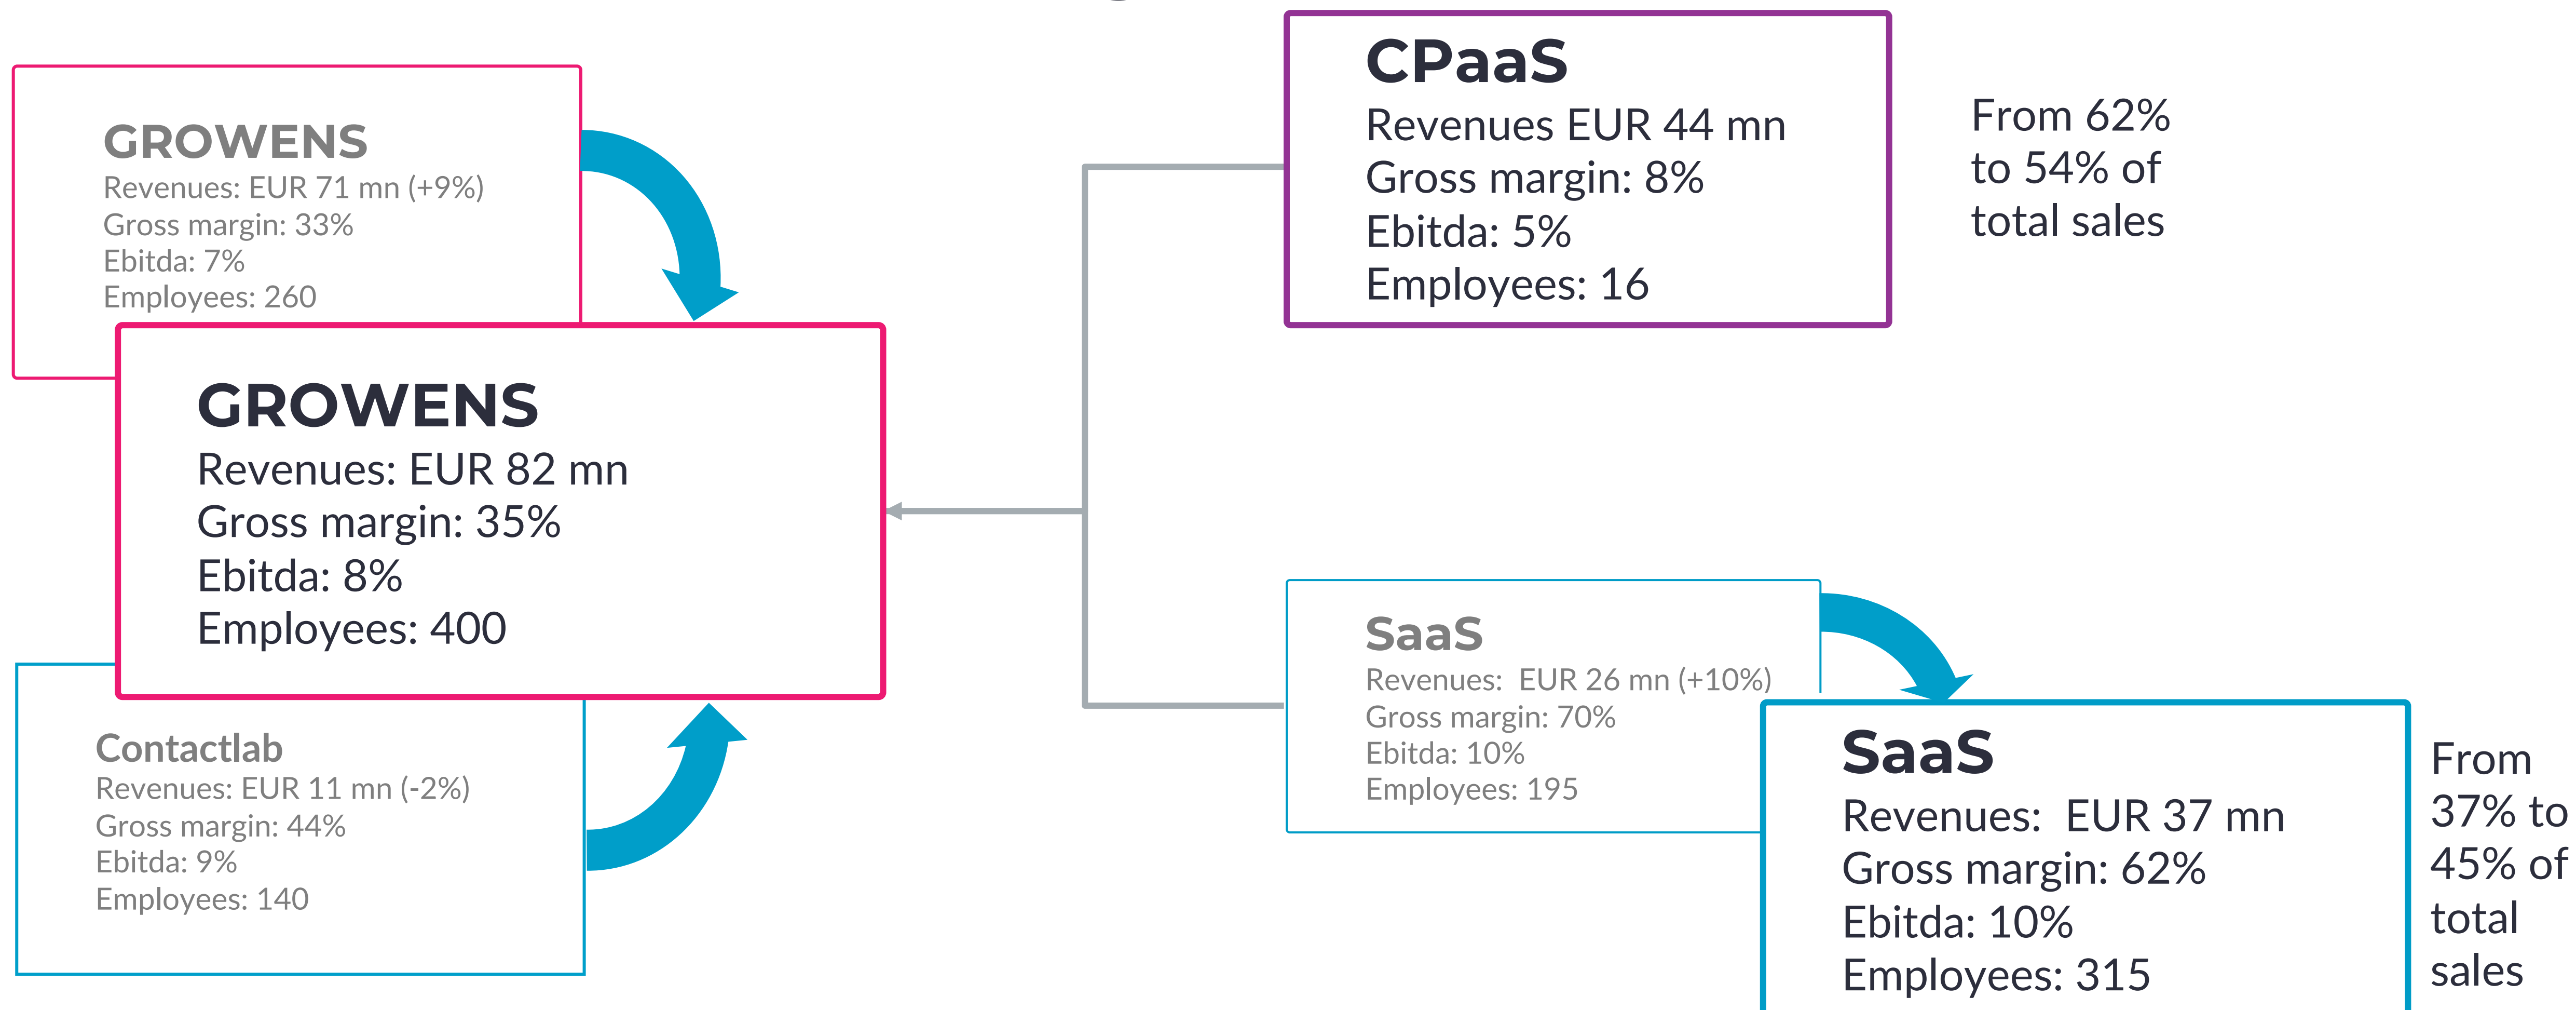 GROWENS
Revenues: EUR 71 mn (+9%)
Gross margin: 33%
Ebitda: 7%
Employees: 260
GROWENS
Revenues: EUR 82 mn
Gross margin: 35%
Ebitda: 8%
Employees: 400
Contactlab
Revenues: EUR 11 mn (-2%)
Gross margin: 44%
Ebitda: 9%
Employees: 140
CPaaS
Revenues EUR 44 mn
Gross margin: 8%
Ebitda: 5%
Employees: 16
From 62%
to 54% of
total sales
SaaS
Revenues: EUR 26 mn (+10%)
Gross margin: 70%
Ebitda: 10%
Employees: 195
SaaS
Revenues: EUR 37 mn
Gross margin: 62%
Ebitda: 10%
Employees: 315
From
37% to
45% of
total
sales